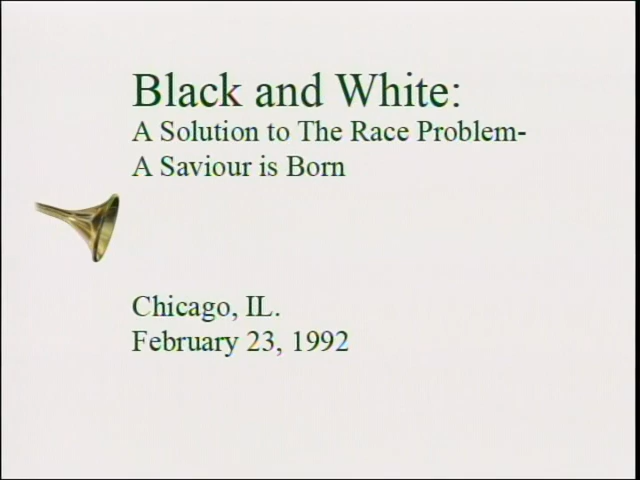 Black and White:
A Solution to The Race Problem-
A Saviour is Born
Chicago, IL.
February 23, 1992